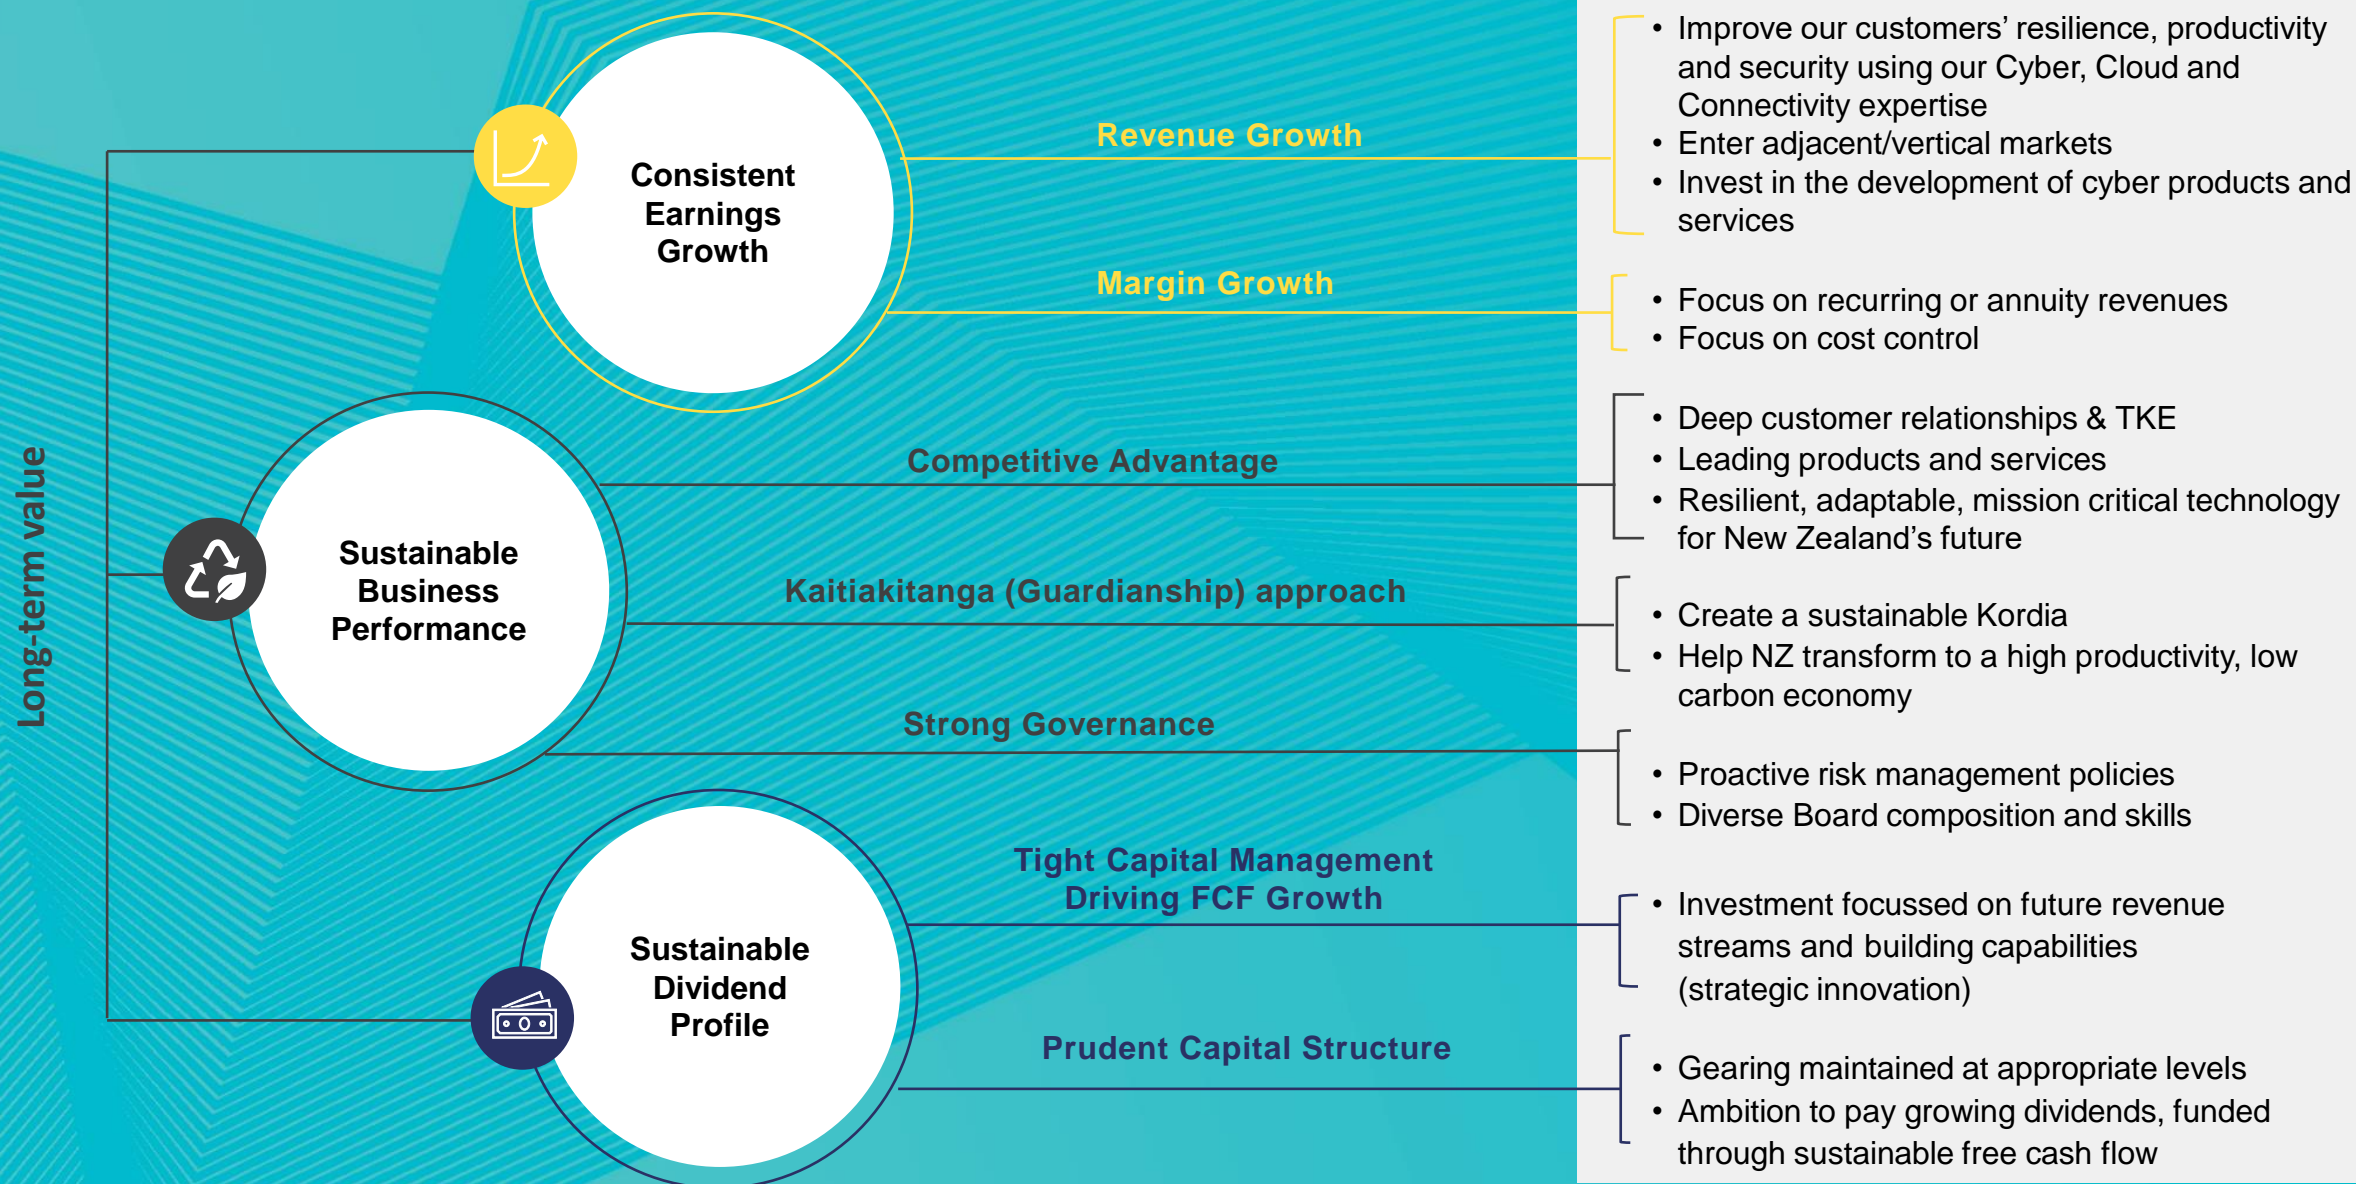 Long-term value
Consistent
Earnings
Growth
Revenue Growth
• Improve our customers’ resilience, productivity
and security using our Cyber, Cloud and
Connectivity expertise
• Enter adjacent/vertical markets
• Invest in the development of cyber products and
services
Margin Growth
• Focus on recurring or annuity revenues
• Focus on cost control
Sustainable
Business
Performance
Competitive Advantage
• Deep customer relationships & TKE
• Leading products and services
• Resilient, adaptable, mission critical technology
for New Zealand’s future
Kaitiakitanga (Guardianship) approach
• Create a sustainable Kordia
• Help NZ transform to a high productivity, low
carbon economy
Strong Governance
• Proactive risk management policies
• Diverse Board composition and skills
Sustainable
Dividend
Profile
Tight Capital Management
Driving FCF Growth
• Investment focussed on future revenue
streams and building capabilities
(strategic innovation)
Prudent Capital Structure
• Gearing maintained at appropriate levels
• Ambition to pay growing dividends, funded
through sustainable free cash flow